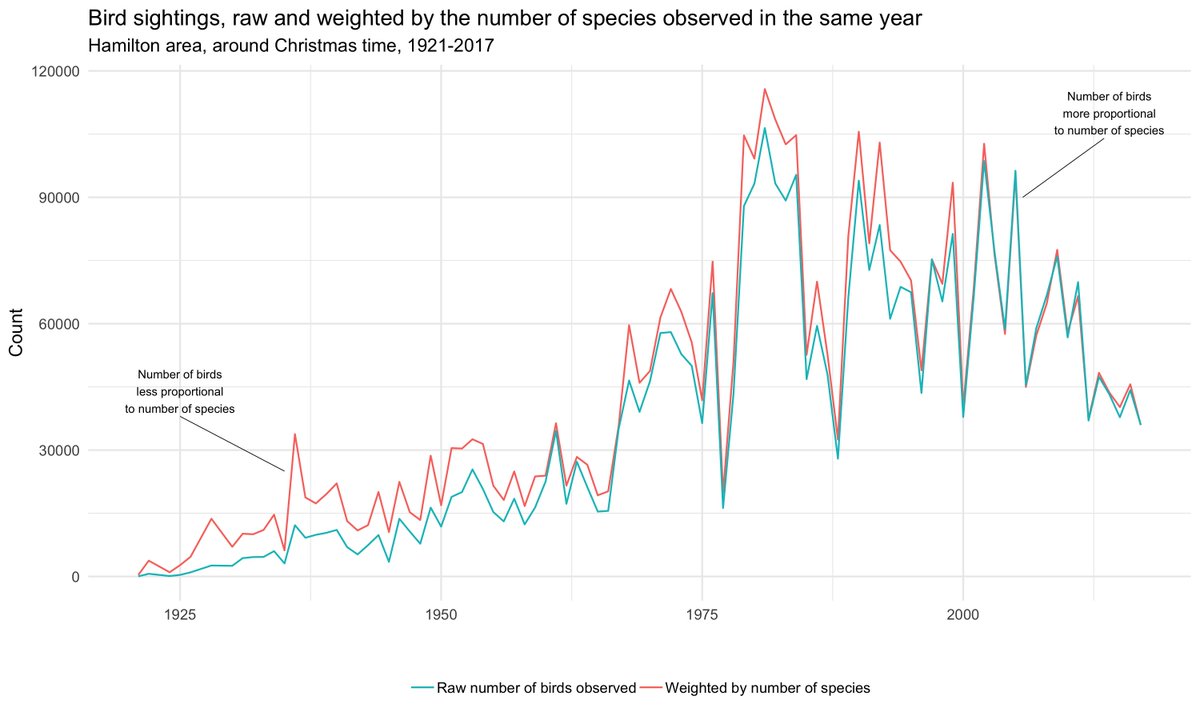 Bird sightings, raw and weighted by the number of species observed in the same year
Hamilton area, around Christmas time, 1921-2017
Count
120000
90000
60000
30000
0
Number of birds
more proportional
to number of species
Number of birds
less proportional
to number of species
1925
1950
1975
2000
Raw number of birds observed
Weighted by number of species